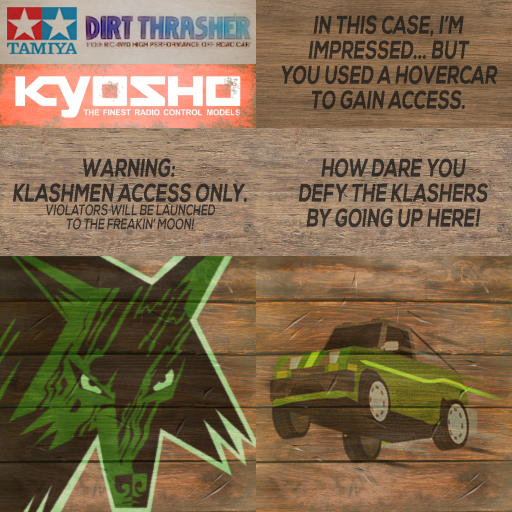 TAMIYA
DIRT THRASHER
KYOSHO
THE FINEST RADIO CONTROL MODELS
IN THIS CASE, I'M
IMPRESSED... BUT
YOU USED A HOVERCAR
TO GAIN ACCESS.
WARNING:
KLASHMEN ACCESS ONLY.
VIOLATORS WILL BE LAUNCHED
TO THE FREAKIN' MOON!
HOW DARE YOU
DEFY THE KLASHERS
BY GOING UP HERE!